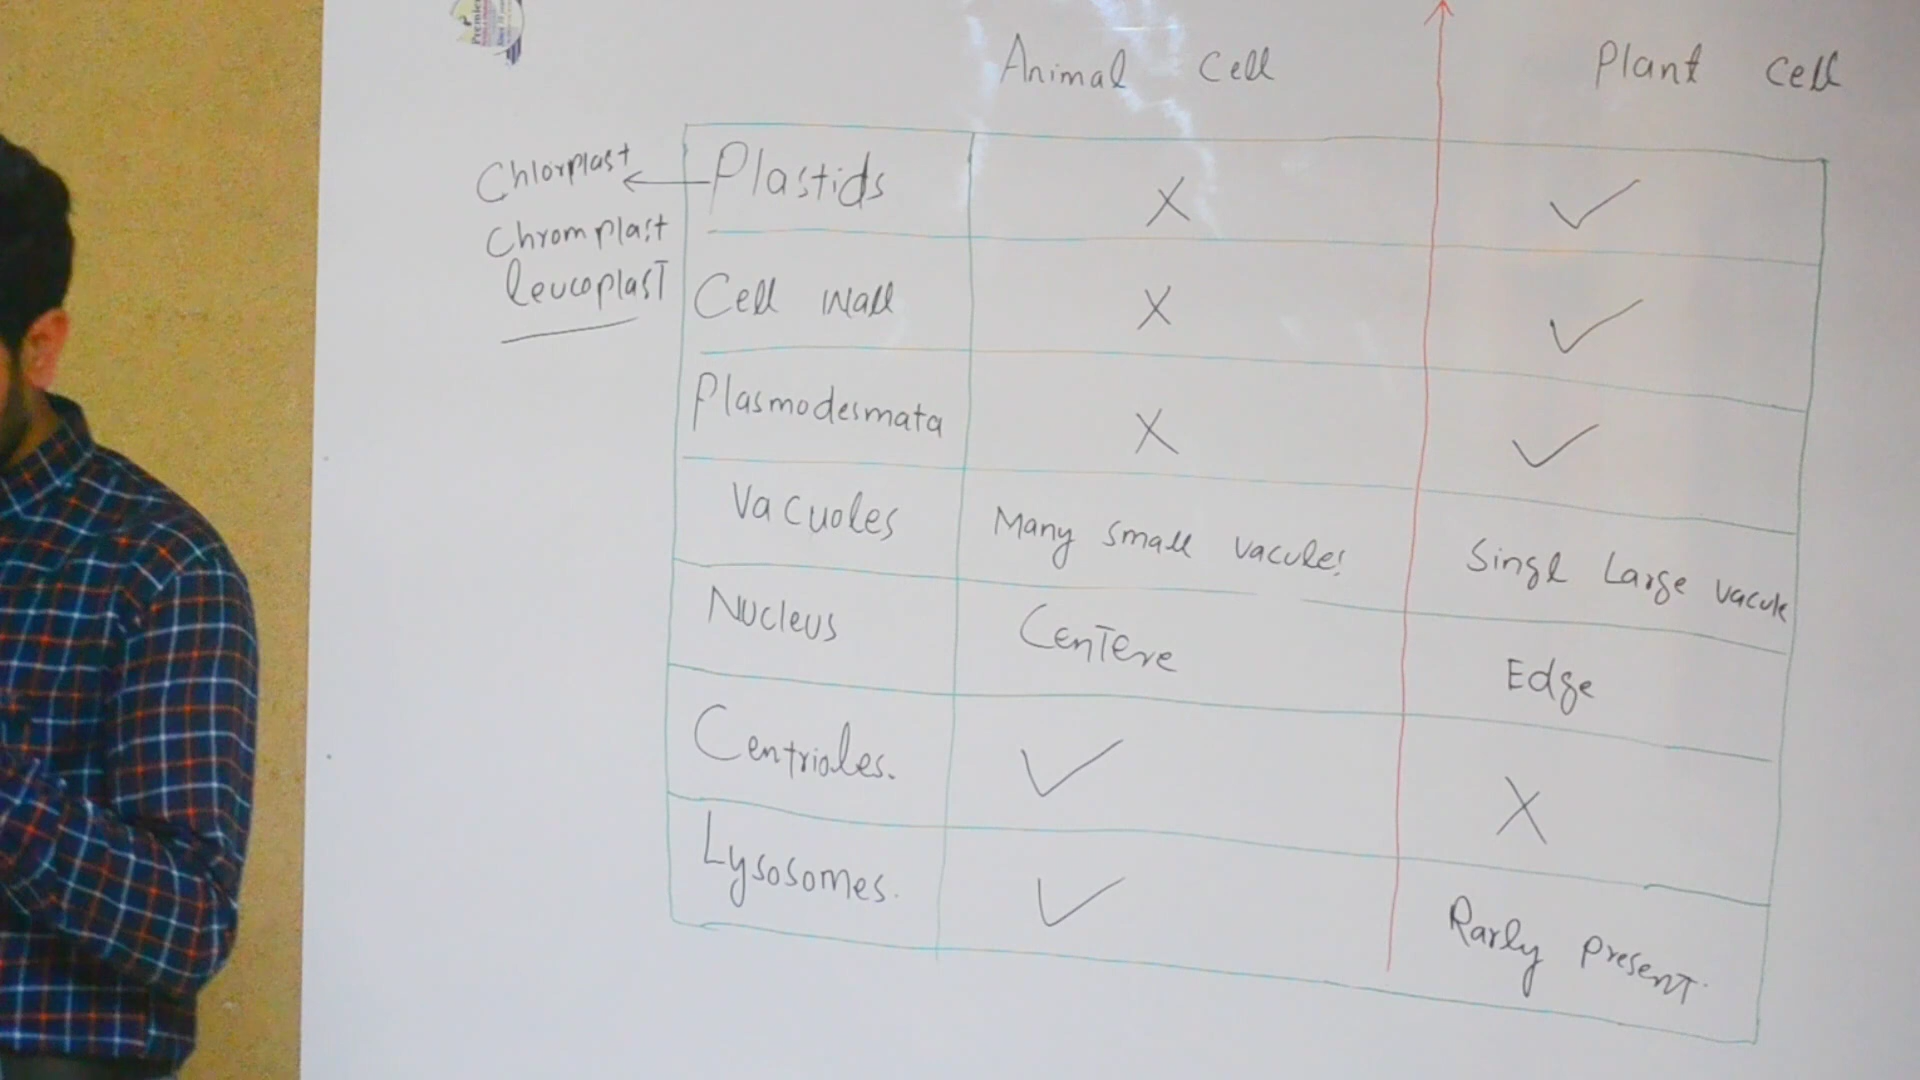 Premier
Animal Cell Plant Cell
Chlorplast Plastids X ✓
Chromplast
leucoplast
Cell wall X ✓
Plasmodesmata X ✓
Vacuoles Many small vacules Singl Large vacule
Nucleus Centere Edge
Centrioles. ✓ X
Lysosomes. ✓ Rarly present.